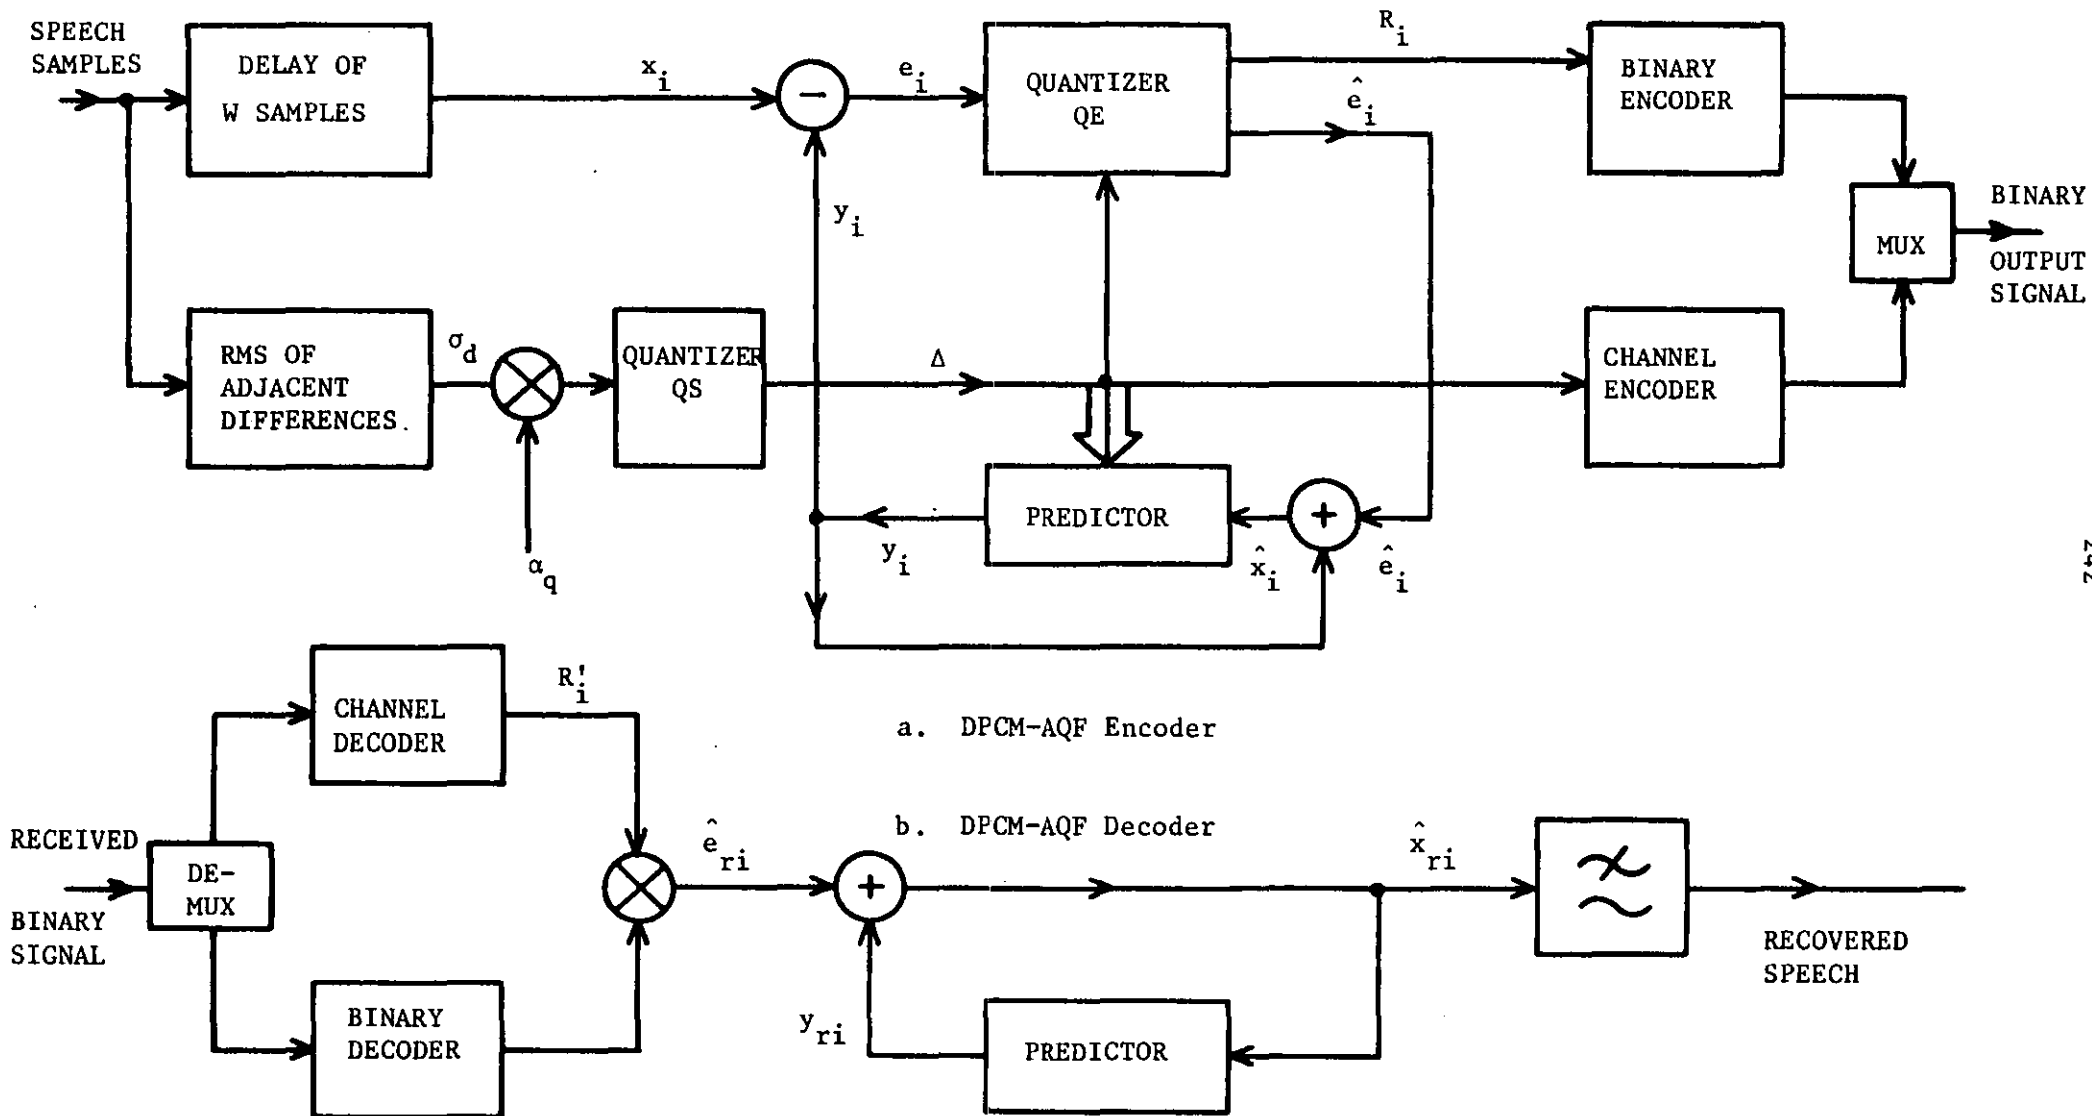 SPEECH
SAMPLES
DELAY OF
W SAMPLES
x_i
−
e_i
QUANTIZER
QE
R_i
ê_i
BINARY
ENCODER
MUX
BINARY
OUTPUT
SIGNAL
y_i
RMS OF
ADJACENT
DIFFERENCES.
σ_d
α_q
QUANTIZER
QS
Δ
CHANNEL
ENCODER
PREDICTOR
y_i
x̂_i
+
ê_i
a. DPCM-AQF Encoder
RECEIVED
BINARY
SIGNAL
DE-
MUX
CHANNEL
DECODER
R'_i
BINARY
DECODER
ê_ri
+
b. DPCM-AQF Decoder
y_ri
PREDICTOR
x̂_ri
RECOVERED
SPEECH